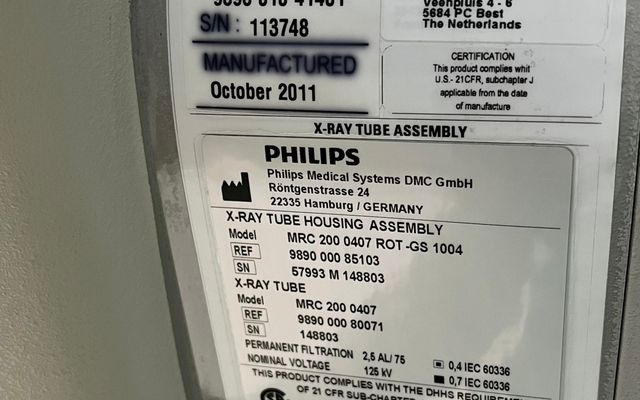 Veenpluis 4 - 6
5684 PC Best
The Netherlands
S/N: 113748
MANUFACTURED
October 2011
CERTIFICATION
This product complies whit
U.S.- 21CFR, subchapter J
applicable from the date
of manufacture
X-RAY TUBE ASSEMBLY
PHILIPS
Philips Medical Systems DMC GmbH
Röntgenstrasse 24
22335 Hamburg / GERMANY
X-RAY TUBE HOUSING ASSEMBLY
Model MRC 200 0407 ROT -GS 1004
REF 9890 000 85103
SN 57993 M 148803
X-RAY TUBE
Model MRC 200 0407
REF 9890 000 80071
SN 148803
PERMANENT FILTRATION 2,5 AL/75 0,4 IEC 60336
NOMINAL VOLTAGE 125 kV 0,7 IEC 60336
THIS PRODUCT COMPLIES WITH THE DHHS REQUIREME
OF 21 CFR SUB-CHAPTER